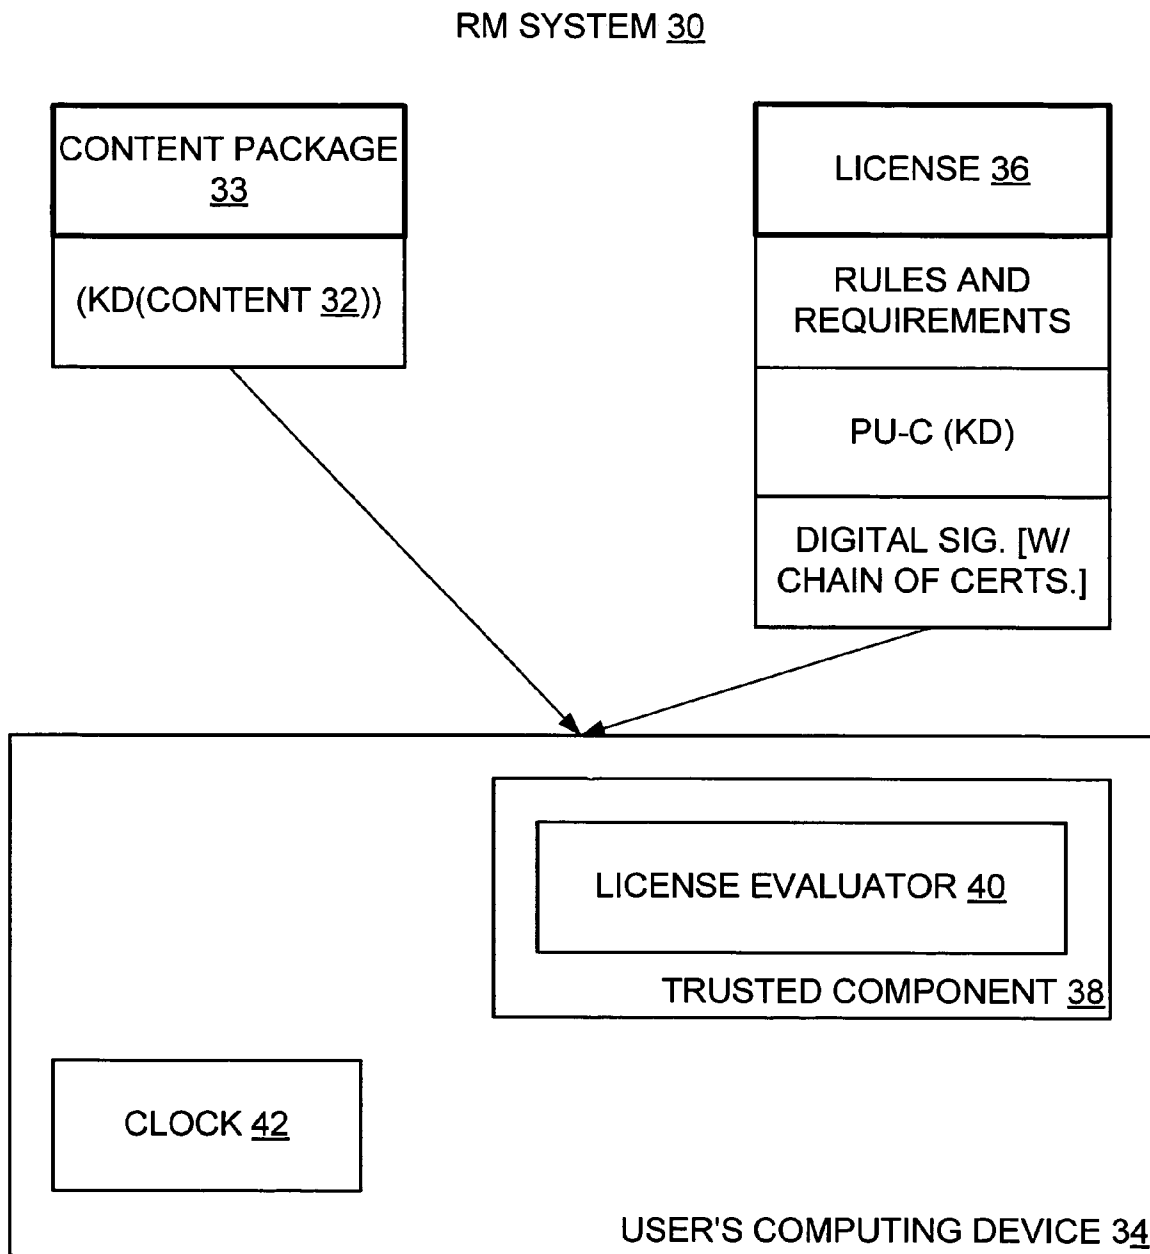 RM SYSTEM 30
CONTENT PACKAGE
33
(KD(CONTENT 32))
LICENSE 36
RULES AND
REQUIREMENTS
PU-C (KD)
DIGITAL SIG. [W/
CHAIN OF CERTS.]
LICENSE EVALUATOR 40
TRUSTED COMPONENT 38
CLOCK 42
USER'S COMPUTING DEVICE 34